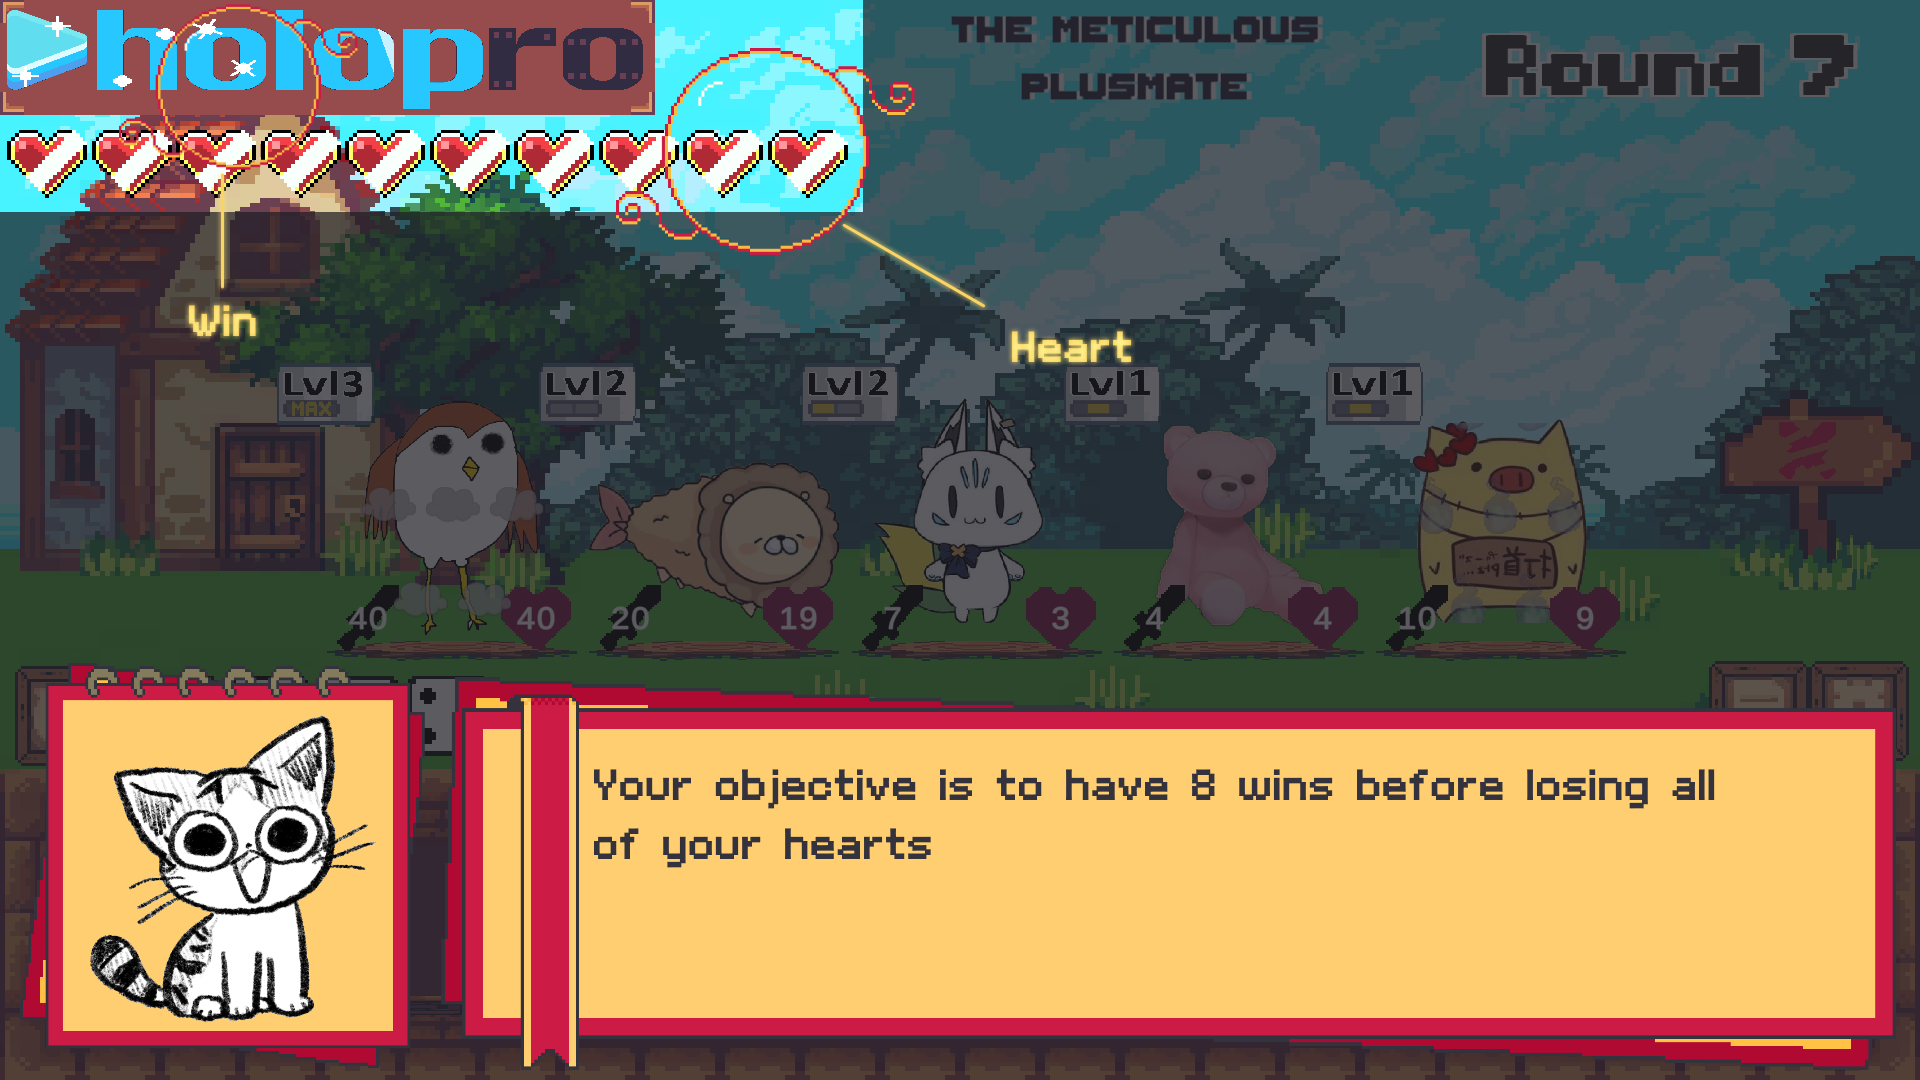 holopro
THE METICULOUS
PLUSMATE
Round 7
Win
Heart
Lvl3
MAX
Lvl2
Lvl2
Lvl1
Lvl1
40
40
20
19
7
3
4
4
10
9
Your objective is to have 8 wins before losing all
of your hearts